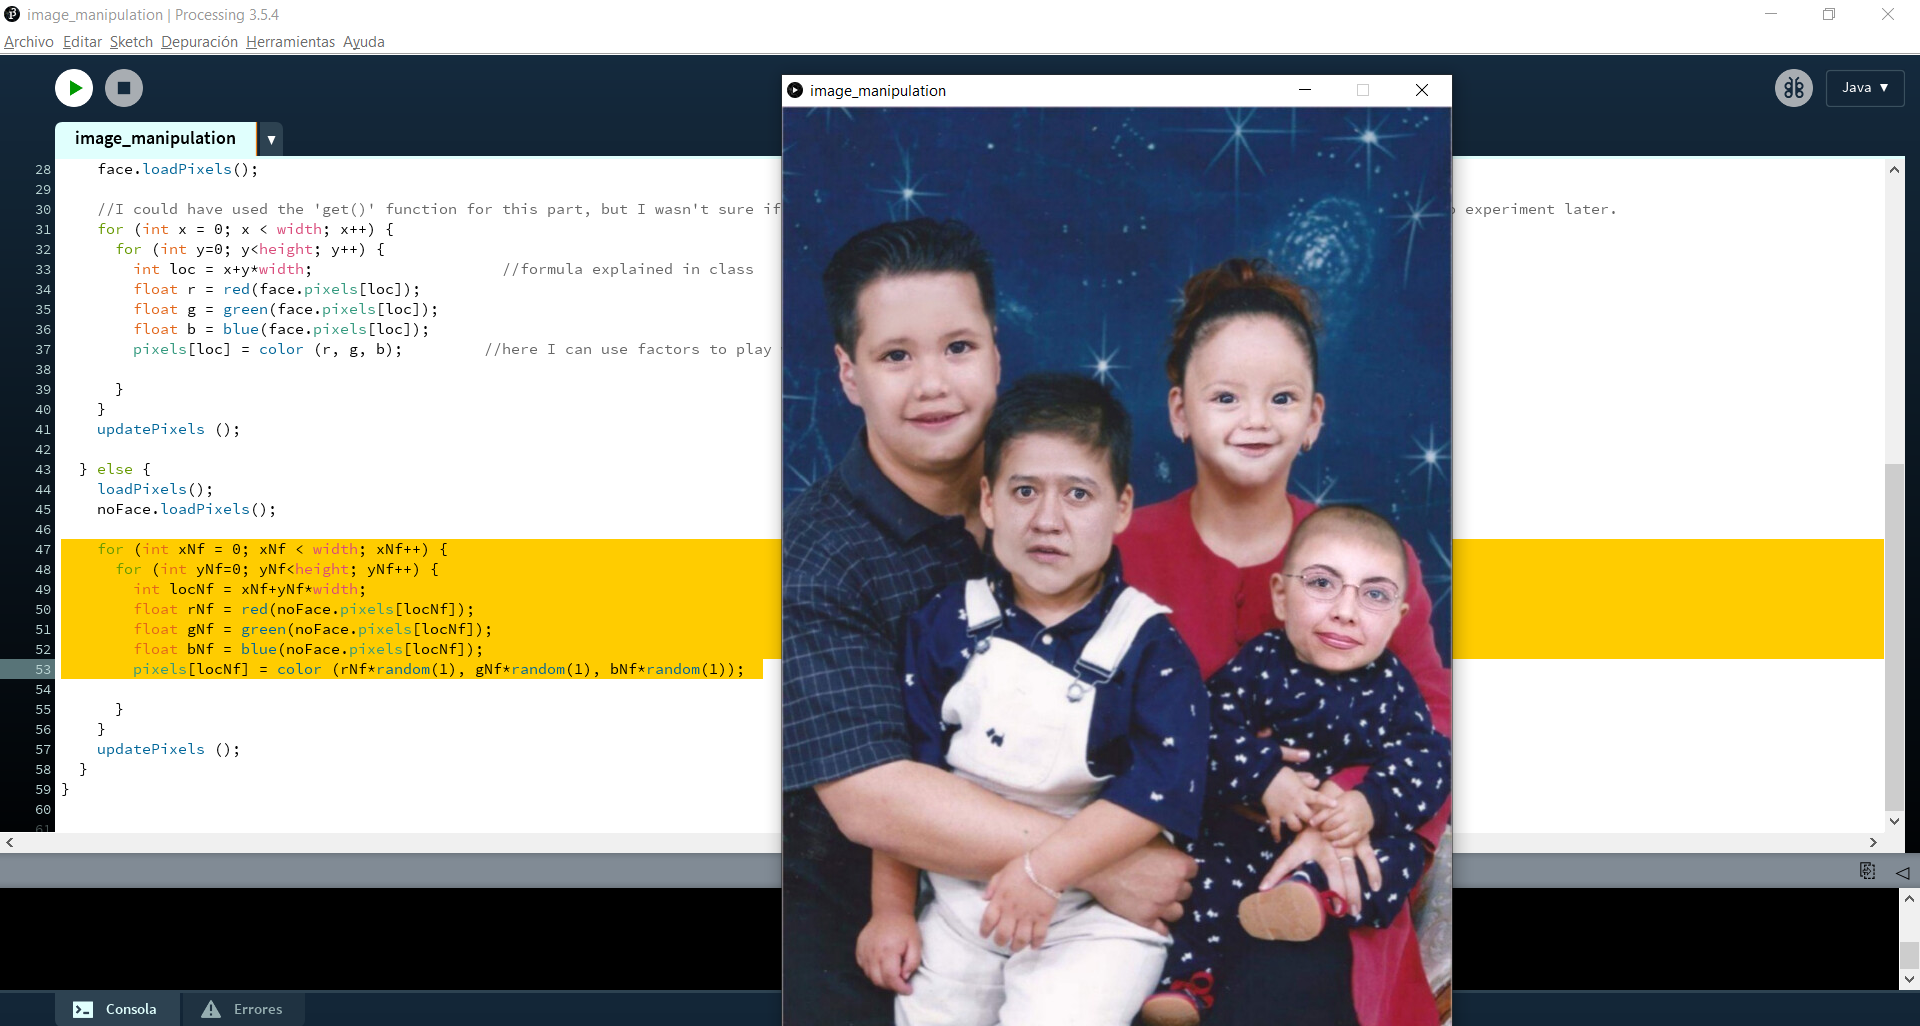 image_manipulation | Processing 3.5.4
Archivo Editar Sketch Depuración Herramientas Ayuda
Java ▼
image_manipulation ▼
image_manipulation
28 face.loadPixels();
29
30 //I could have used the 'get()' function for this part, but I wasn't sure if experiment later.
31 for (int x = 0; x < width; x++) {
32 for (int y=0; y<height; y++) {
33 int loc = x+y*width; //formula explained in class
34 float r = red(face.pixels[loc]);
35 float g = green(face.pixels[loc]);
36 float b = blue(face.pixels[loc]);
37 pixels[loc] = color (r, g, b); //here I can use factors to play
38
39 }
40 }
41 updatePixels ();
42
43 } else {
44 loadPixels();
45 noFace.loadPixels();
46
47 for (int xNf = 0; xNf < width; xNf++) {
48 for (int yNf=0; yNf<height; yNf++) {
49 int locNf = xNf+yNf*width;
50 float rNf = red(noFace.pixels[locNf]);
51 float gNf = green(noFace.pixels[locNf]);
52 float bNf = blue(noFace.pixels[locNf]);
53 pixels[locNf] = color (rNf*random(1), gNf*random(1), bNf*random(1));
54
55 }
56 }
57 updatePixels ();
58 }
59 }
60
61
Consola Errores